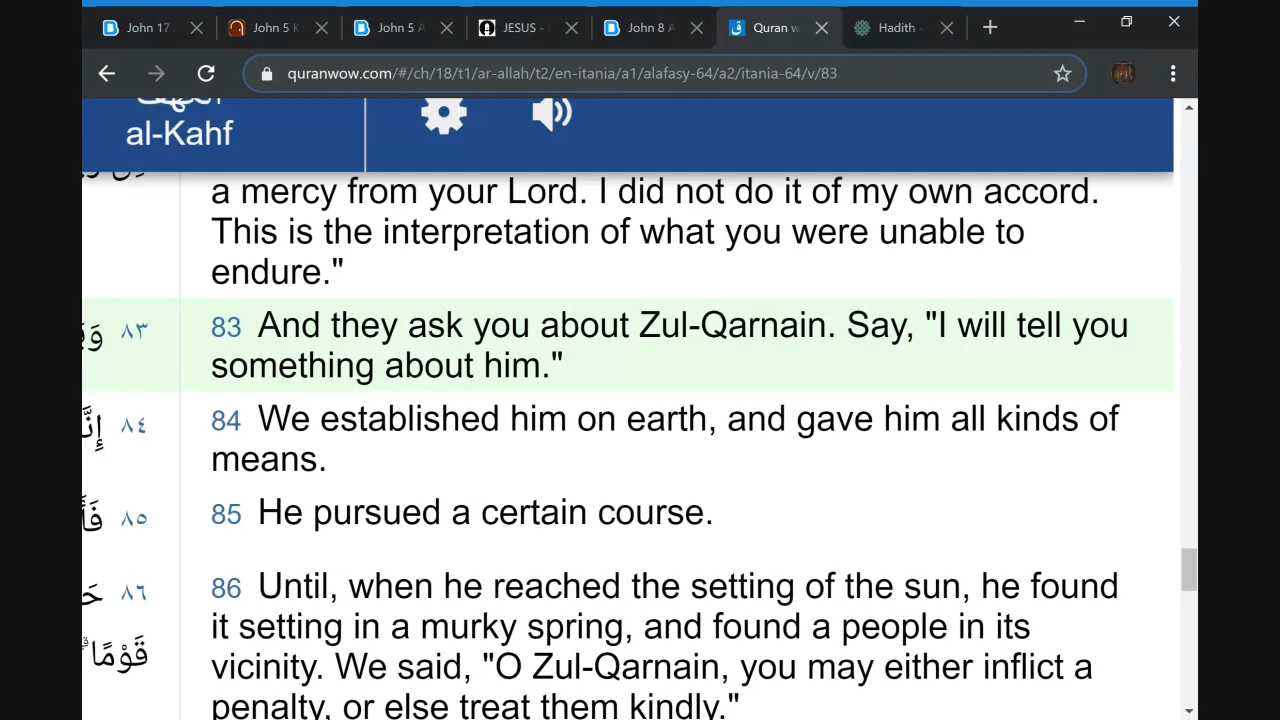 John 17
John 5 K
John 5 A
JESUS -
John 8 A
Quran w
Hadith -
quranwow.com/#/ch/18/t1/ar-allah/t2/en-itania/a1/alafasy-64/a2/itania-64/v/83
الكهف
al-Kahf
a mercy from your Lord. I did not do it of my own accord.
This is the interpretation of what you were unable to
endure."
٨٣
83 And they ask you about Zul-Qarnain. Say, "I will tell you
something about him."
٨٤
84 We established him on earth, and gave him all kinds of
means.
٨٥
85 He pursued a certain course.
٨٦
86 Until, when he reached the setting of the sun, he found
it setting in a murky spring, and found a people in its
قَوْمًا ۗ
vicinity. We said, "O Zul-Qarnain, you may either inflict a
penalty, or else treat them kindly."